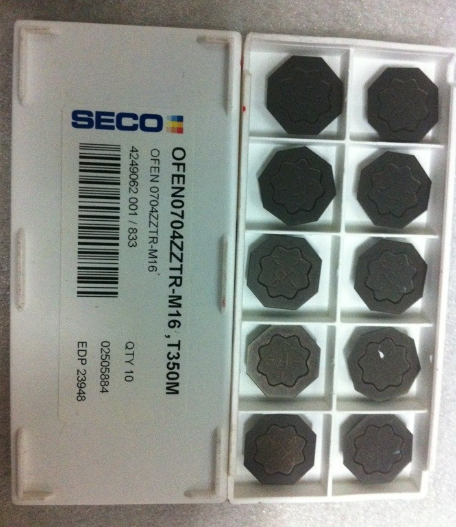 SECO
OFEN0704ZZTR-M16 ,T350M
OFEN 0704ZZTR-M16
4249062 001 / 833
QTY 10
02505884
EDP 23948